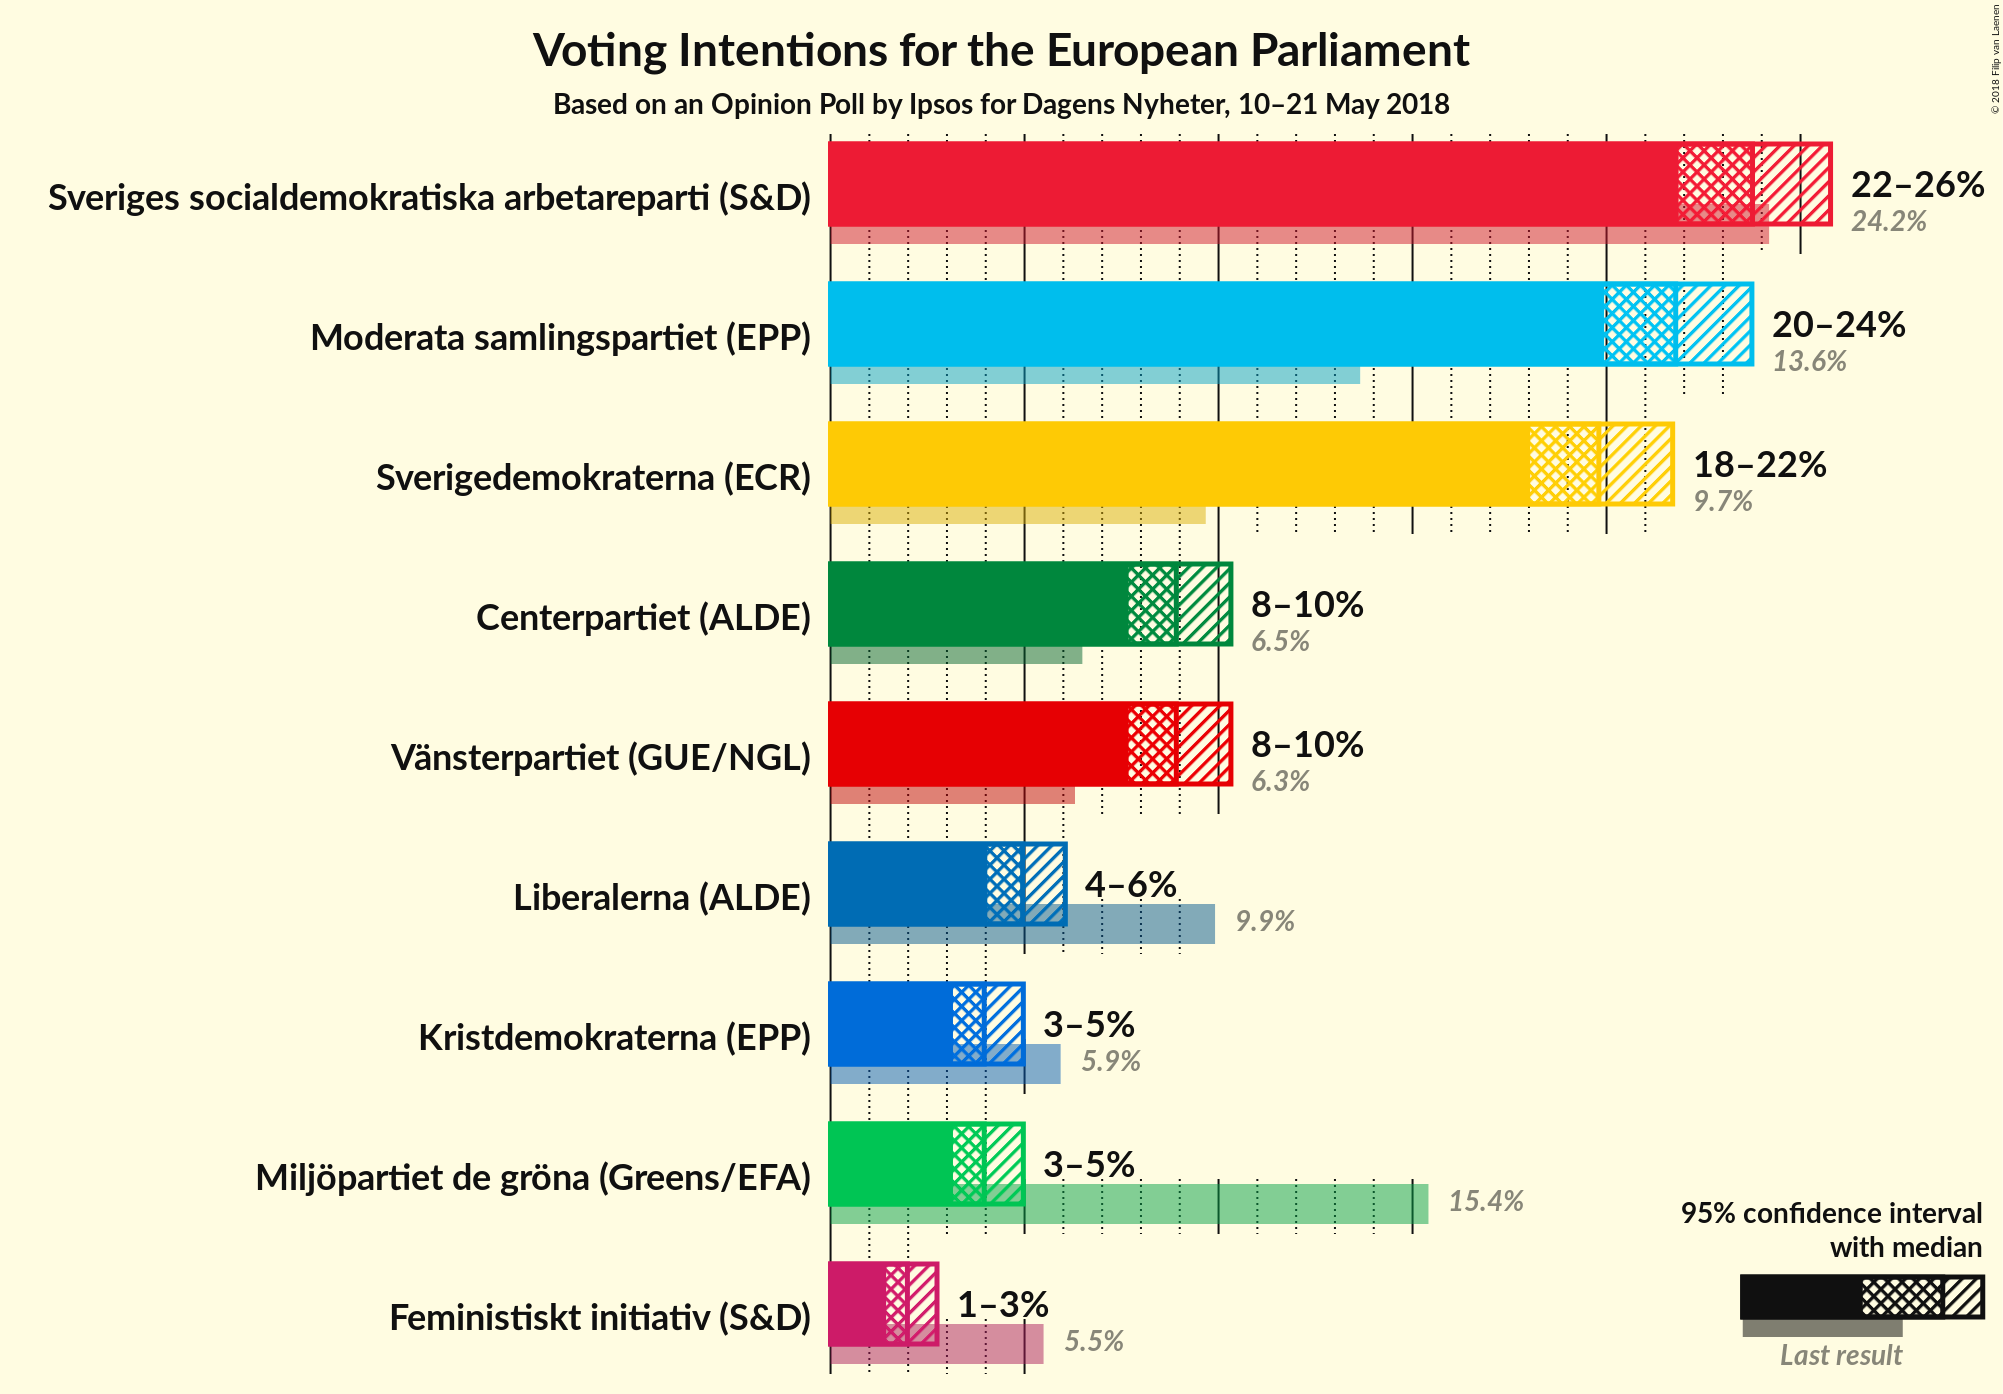 Voting Intentions for the European Parliament
Based on an Opinion Poll by Ipsos for Dagens Nyheter, 10–21 May 2018
© 2018 Filip van Laenen
Sveriges socialdemokratiska arbetareparti (S&D)
22–26%
24.2%
Moderata samlingspartiet (EPP)
20–24%
13.6%
Sverigedemokraterna (ECR)
18–22%
9.7%
Centerpartiet (ALDE)
8–10%
6.5%
Vänsterpartiet (GUE/NGL)
8–10%
6.3%
Liberalerna (ALDE)
4–6%
9.9%
Kristdemokraterna (EPP)
3–5%
5.9%
Miljöpartiet de gröna (Greens/EFA)
3–5%
15.4%
Feministiskt initiativ (S&D)
1–3%
5.5%
95% confidence interval
with median
Last result